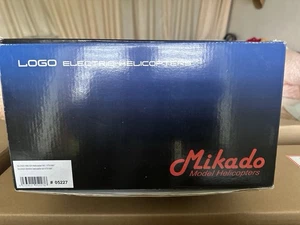 LOGO ELECTRIC HELICOPTERS
Mikado
Model Helicopters
# 05227